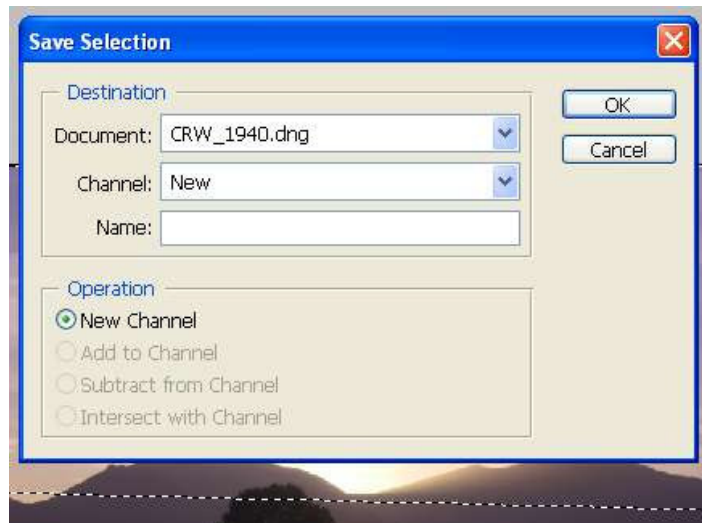 Save Selection
Destination
OK
Document: CRW_1940.dng
Cancel
Channel: New
Name:
Operation
New Channel
Add to Channel
Subtract from Channel
Intersect with Channel